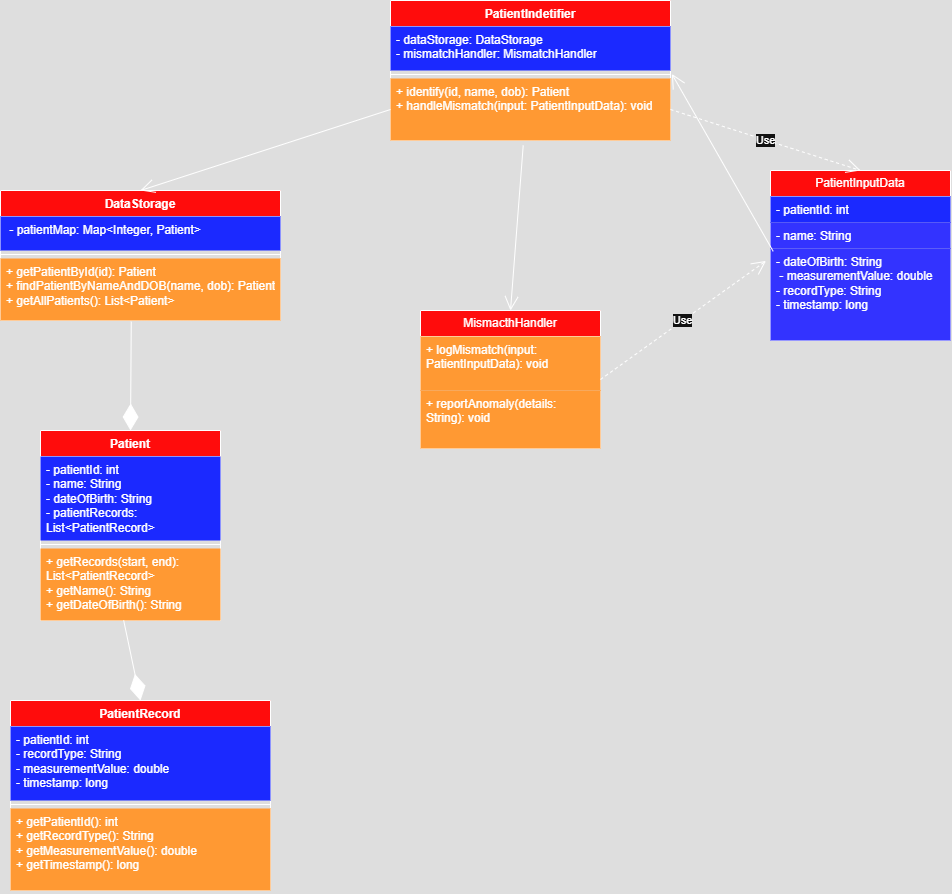 PatientIndetifier
- dataStorage: DataStorage
- mismatchHandler: MismatchHandler
+ identify(id, name, dob): Patient
+ handleMismatch(input: PatientInputData): void
Use
PatientInputData
- patientId: int
- name: String
- dateOfBirth: String
- measurementValue: double
- recordType: String
- timestamp: long
DataStorage
- patientMap: Map<Integer, Patient>
+ getPatientById(id): Patient
+ findPatientByNameAndDOB(name, dob): Patient
+ getAllPatients(): List<Patient>
Use
MismacthHandler
+ logMismatch(input:
PatientInputData): void
+ reportAnomaly(details:
String): void
Patient
- patientId: int
- name: String
- dateOfBirth: String
- patientRecords:
List<PatientRecord>
+ getRecords(start, end):
List<PatientRecord>
+ getName(): String
+ getDateOfBirth(): String
PatientRecord
- patientId: int
- recordType: String
- measurementValue: double
- timestamp: long
+ getPatientId(): int
+ getRecordType(): String
+ getMeasurementValue(): double
+ getTimestamp(): long